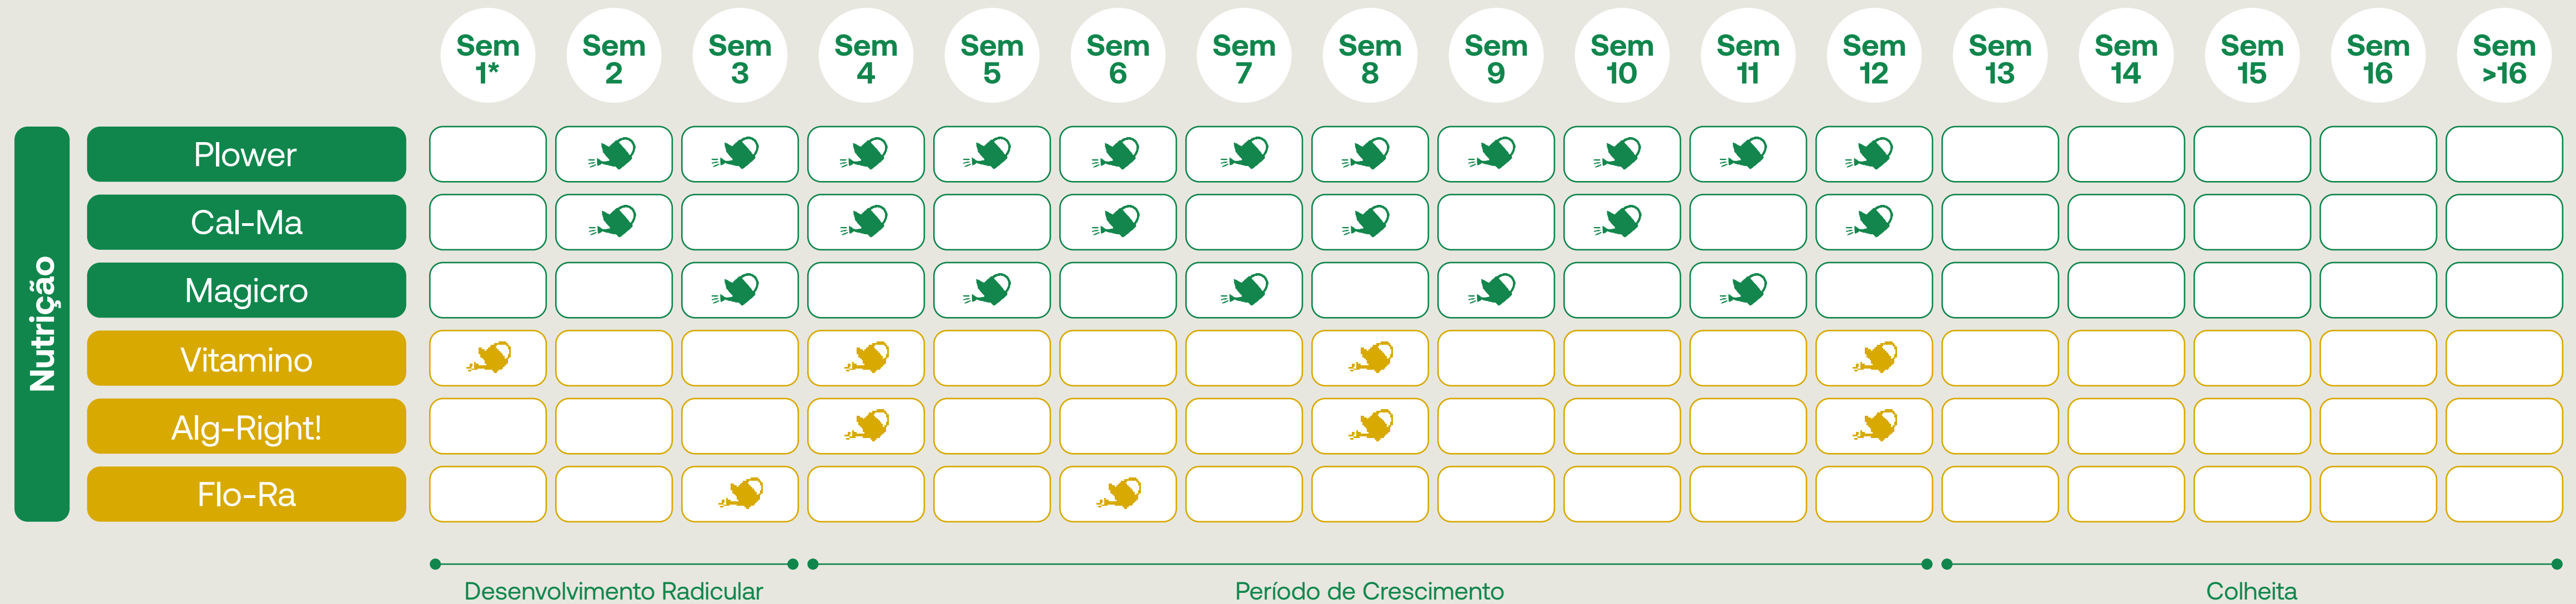 Sem
1*
Sem
2
Sem
3
Sem
4
Sem
5
Sem
6
Sem
7
Sem
8
Sem
9
Sem
10
Sem
11
Sem
12
Sem
13
Sem
14
Sem
15
Sem
16
Sem
>16
Nutrição
Plower
Cal-Ma
Magicro
Vitamino
Alg-Right!
Flo-Ra
Desenvolvimento Radicular
Período de Crescimento
Colheita